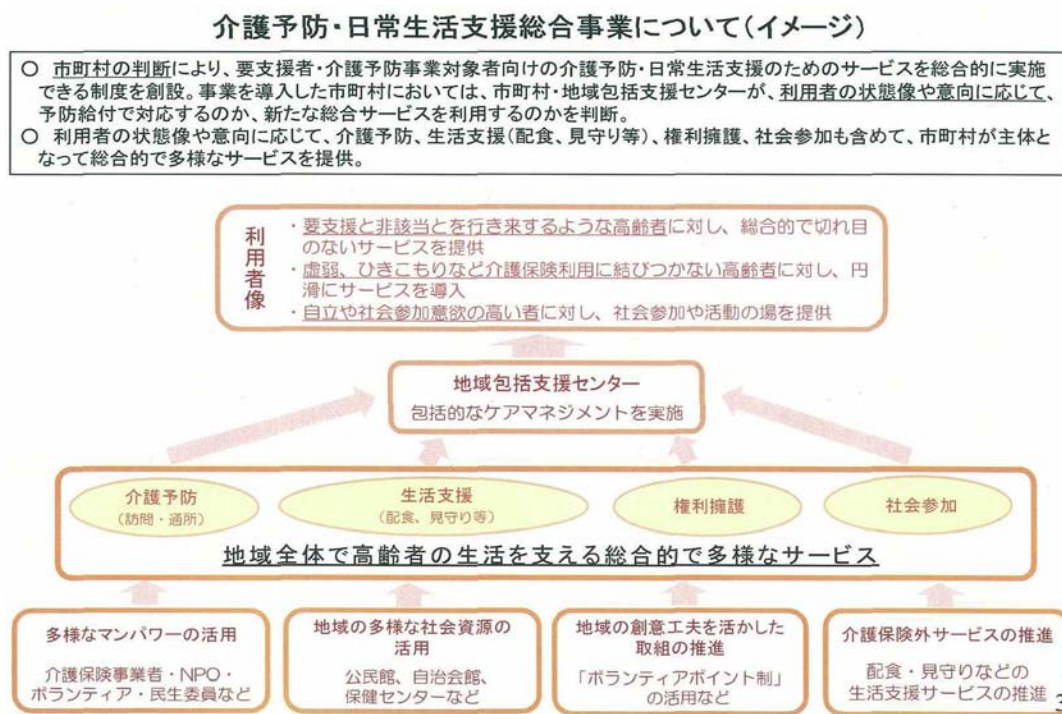 介護予防・日常生活支援総合事業について（イメージ）
○ 市町村の判断により、要支援者・介護予防事業対象者向けの介護予防・日常生活支援のためのサービスを総合的に実施
できる制度を創設。事業を導入した市町村においては、市町村・地域包括支援センターが、利用者の状態像や意向に応じて、
予防給付で対応するのか、新たな総合サービスを利用するのかを判断。
○ 利用者の状態像や意向に応じて、介護予防、生活支援（配食、見守り等）、権利擁護、社会参加も含めて、市町村が主体と
なって総合的で多様なサービスを提供。
利用者像
・要支援と非該当とを行き来するような高齢者に対し、総合的で切れ目
のないサービスを提供
・虚弱、ひきこもりなど介護保険利用に結びつかない高齢者に対し、円
滑にサービスを導入
・自立や社会参加意欲の高い者に対し、社会参加や活動の場を提供
地域包括支援センター
包括的なケアマネジメントを実施
介護予防
（訪問・通所）
生活支援
（配食、見守り等）
権利擁護
社会参加
地域全体で高齢者の生活を支える総合的で多様なサービス
多様なマンパワーの活用
介護保険事業者・NPO・
ボランティア・民生委員など
地域の多様な社会資源の
活用
公民館、自治会館、
保健センターなど
地域の創意工夫を活かした
取組の推進
「ボランティアポイント制」
の活用など
介護保険外サービスの推進
配食・見守りなどの
生活支援サービスの推進